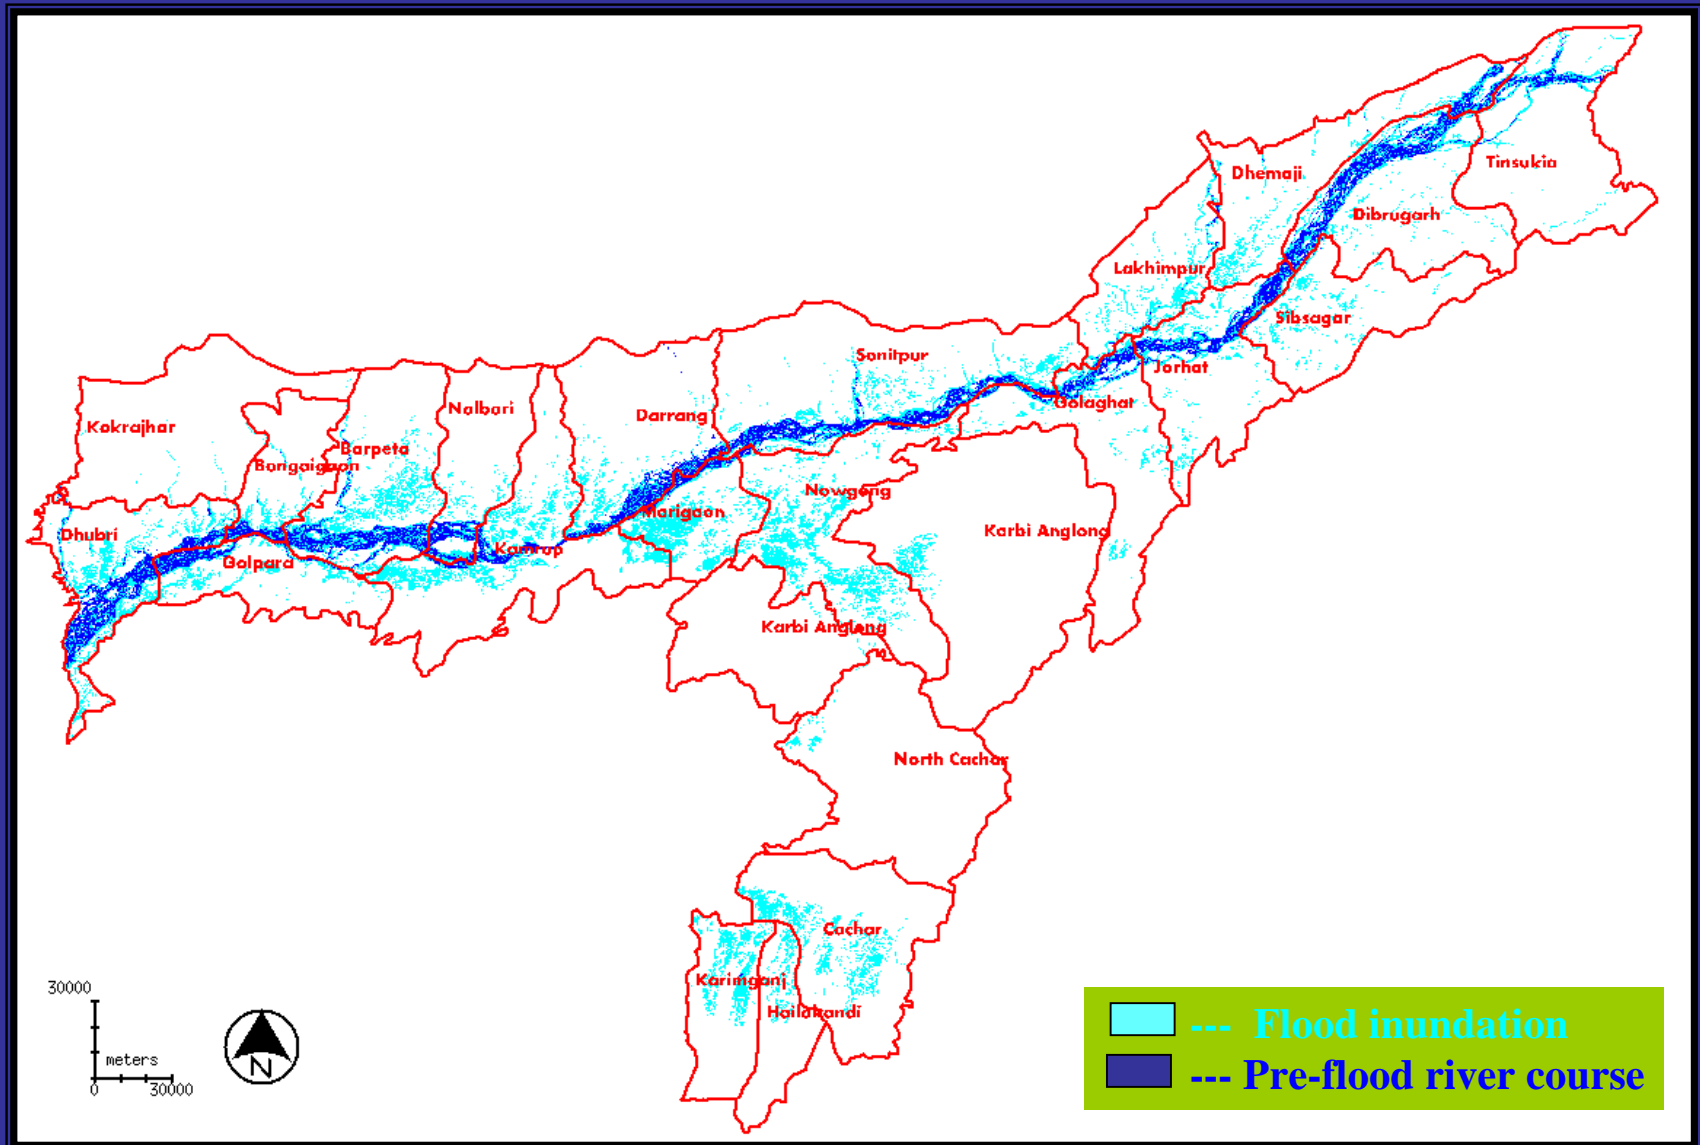 Dhemaji
Tinsukia
Dibrugarh
Lakhimpur
Sibsagar
Sonitpur
Jorhat
Golaghat
Nalbari
Darrang
Kokrajhar
Barpeta
Bongaigaon
Nowgong
Marigaon
Karbi Anglong
Dhubri
Kamrup
Golpara
Karbi Anglong
North Cachar
Cachar
Karimganj
Hailakandi
30000
meters
0 30000
N
--- Flood inundation
--- Pre-flood river course